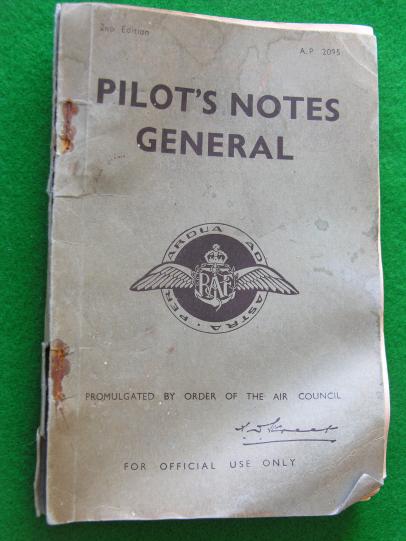 2nd Edition
A.P. 2095
PILOT'S NOTES
GENERAL
PER ARDUA AD ASTRA
RAF
PROMULGATED BY ORDER OF THE AIR COUNCIL
FOR OFFICIAL USE ONLY